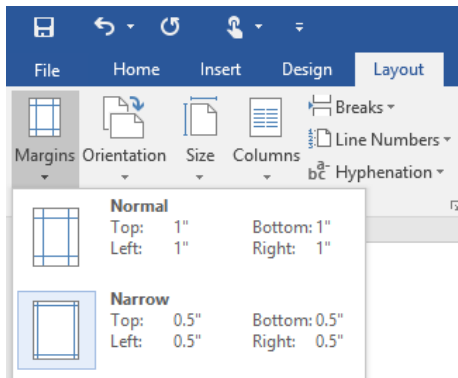 File Home Insert Design Layout
Breaks
Line Numbers
Margins Orientation Size Columns
bc a- Hyphenation
Normal
Top: 1" Bottom: 1"
Left: 1" Right: 1"
Narrow
Top: 0.5" Bottom: 0.5"
Left: 0.5" Right: 0.5"